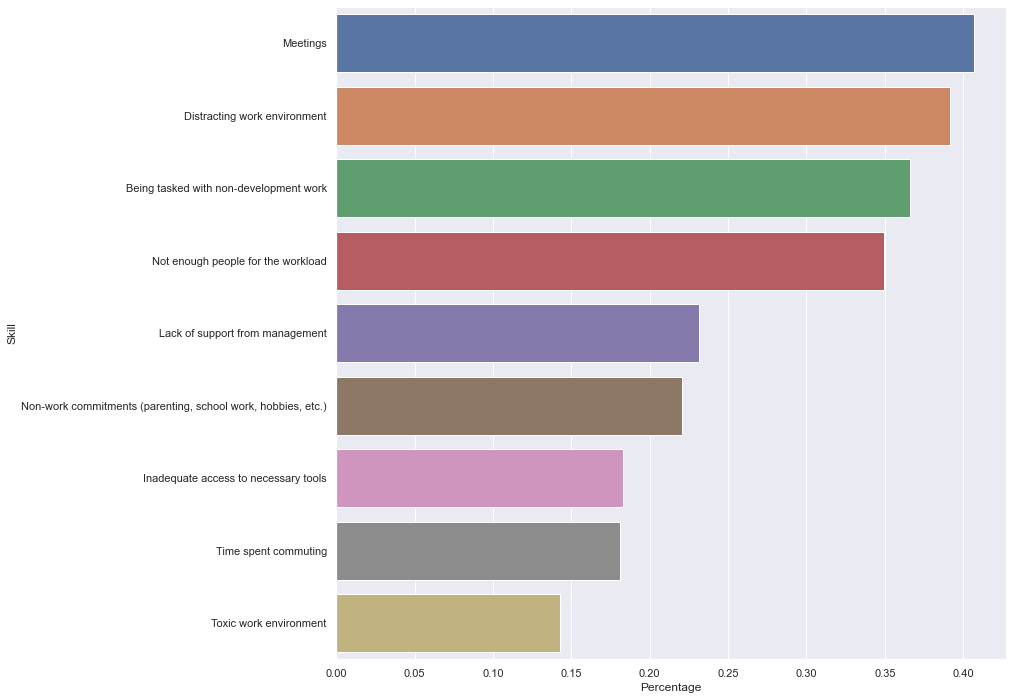 Meetings
Distracting work environment
Being tasked with non-development work
Not enough people for the workload
Lack of support from management
Non-work commitments (parenting, school work, hobbies, etc.)
Inadequate access to necessary tools
Time spent commuting
Toxic work environment
Skill
0.00 0.05 0.10 0.15 0.20 0.25 0.30 0.35 0.40
Percentage